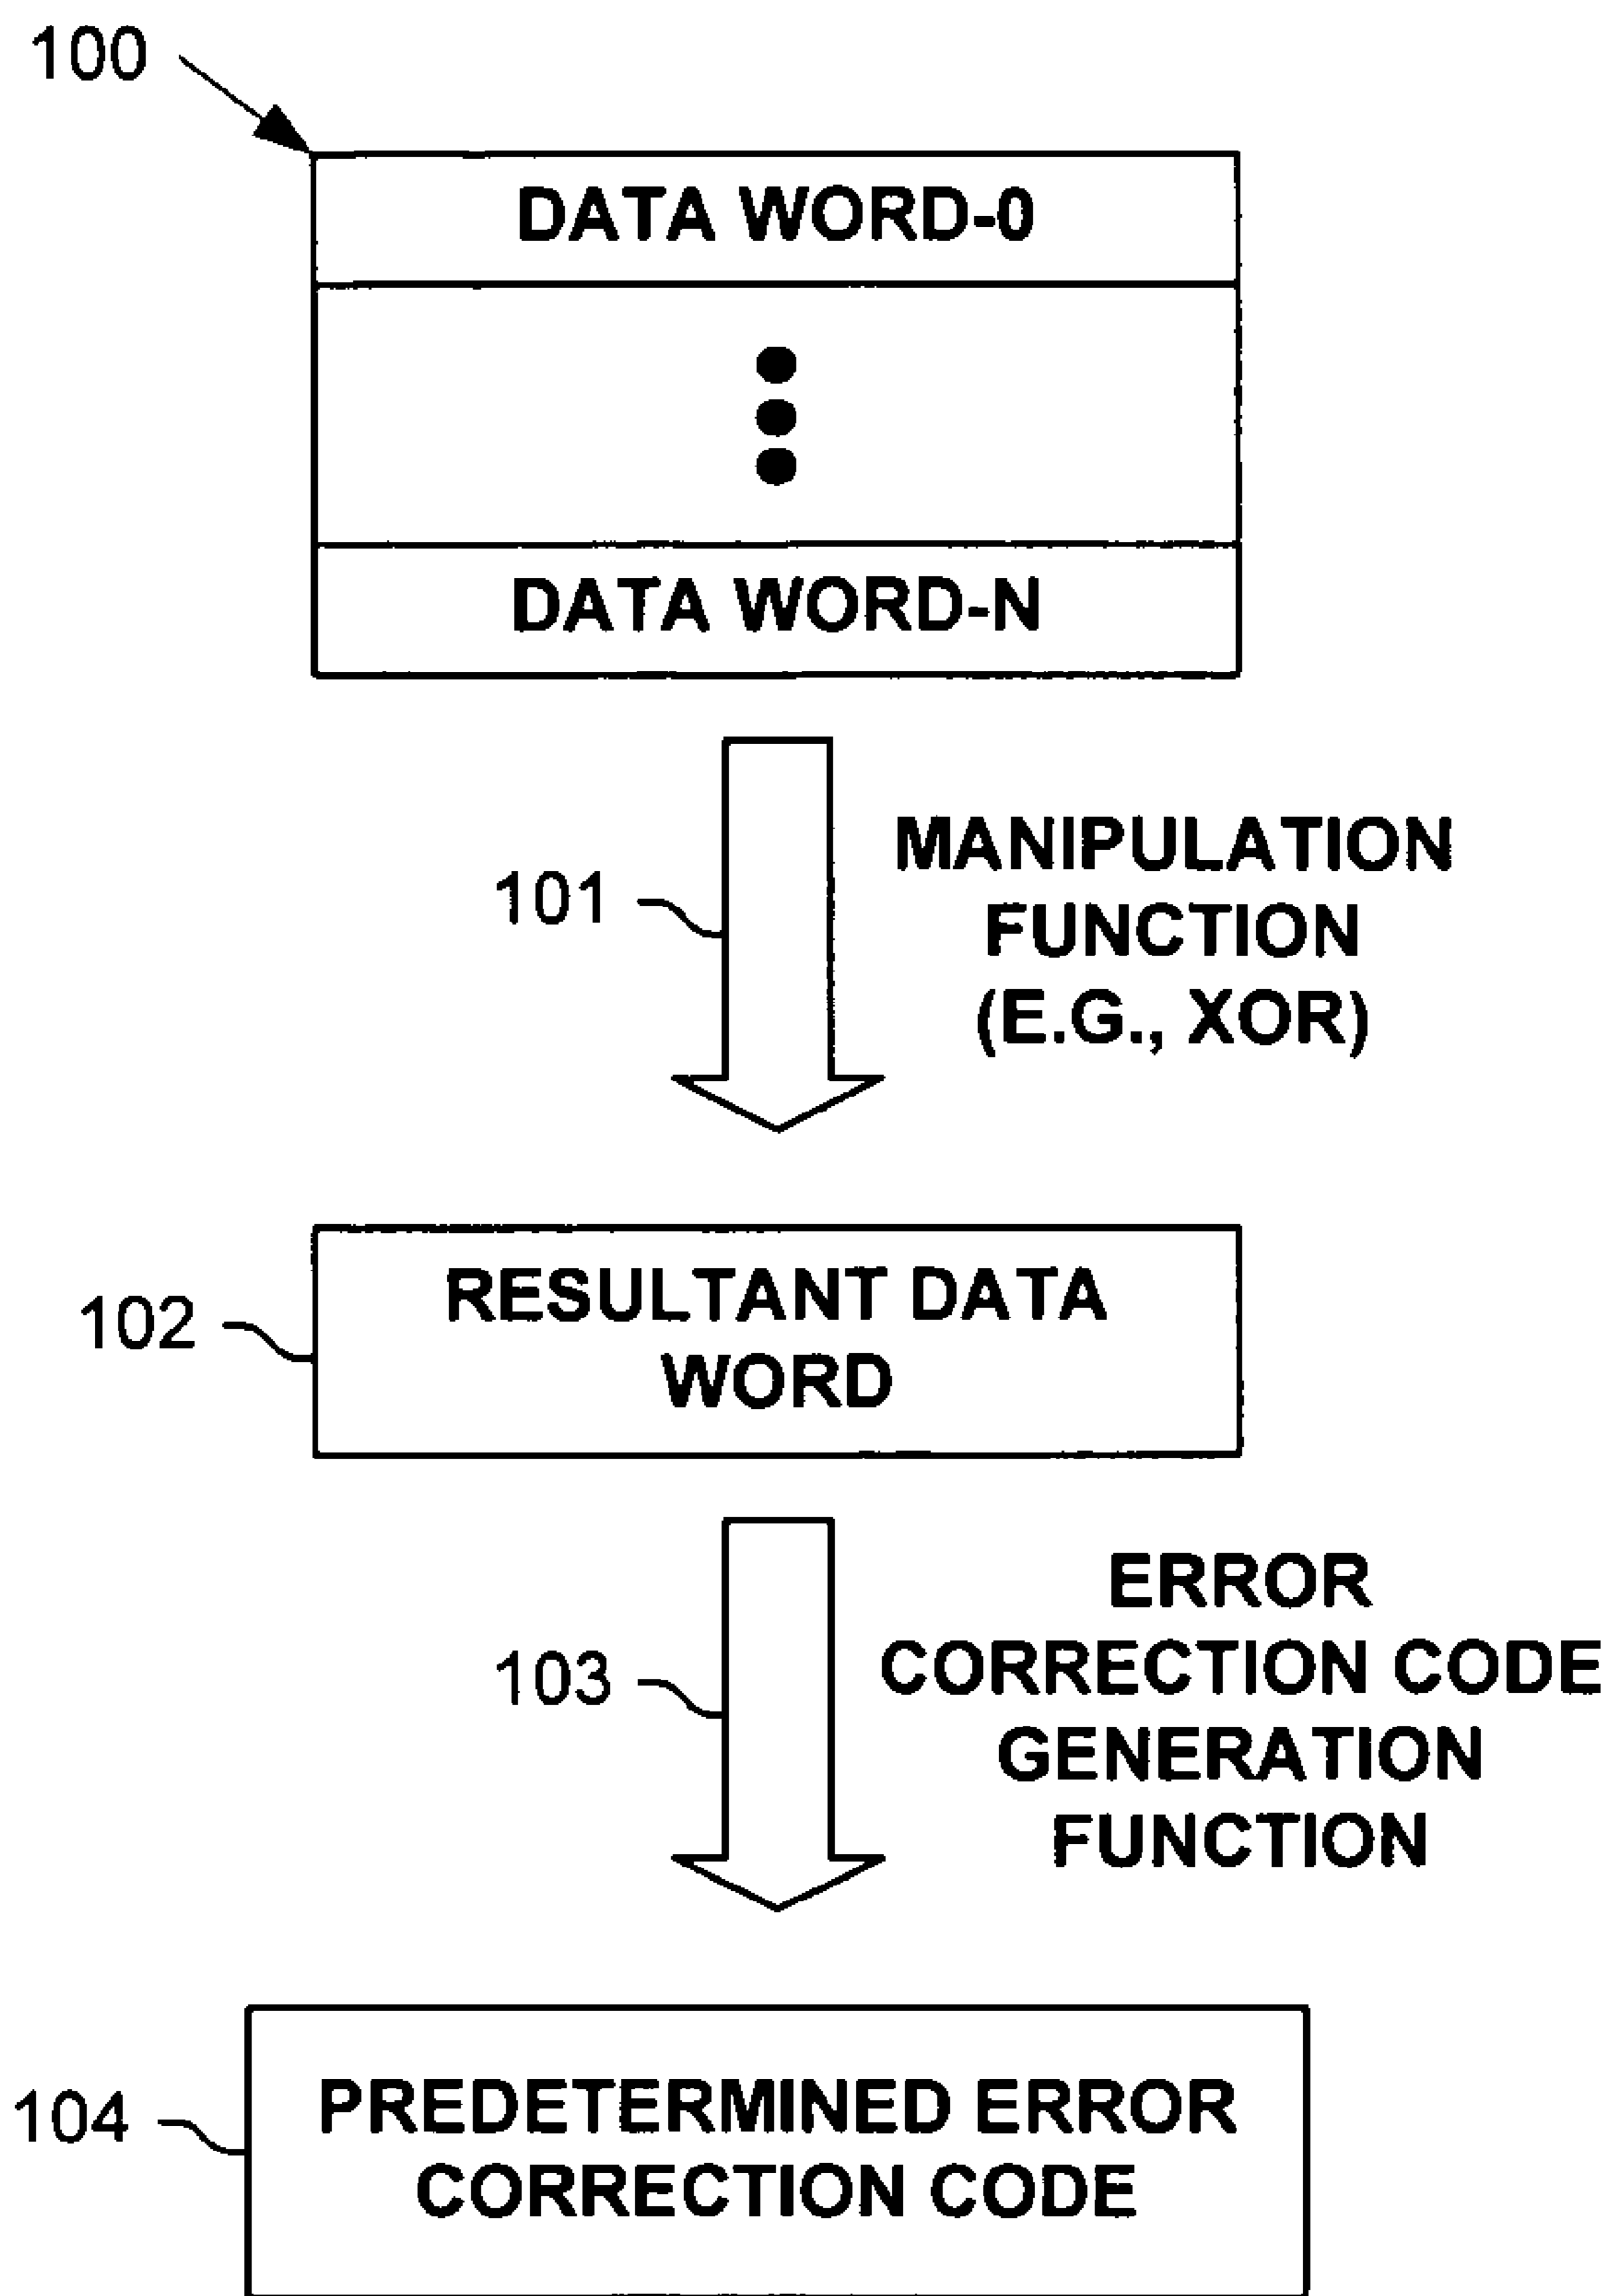 100
DATA WORD-0
DATA WORD-N
101
MANIPULATION
FUNCTION
(E.G., XOR)
102
RESULTANT DATA
WORD
103
ERROR
CORRECTION CODE
GENERATION
FUNCTION
104
PREDETERMINED ERROR
CORRECTION CODE